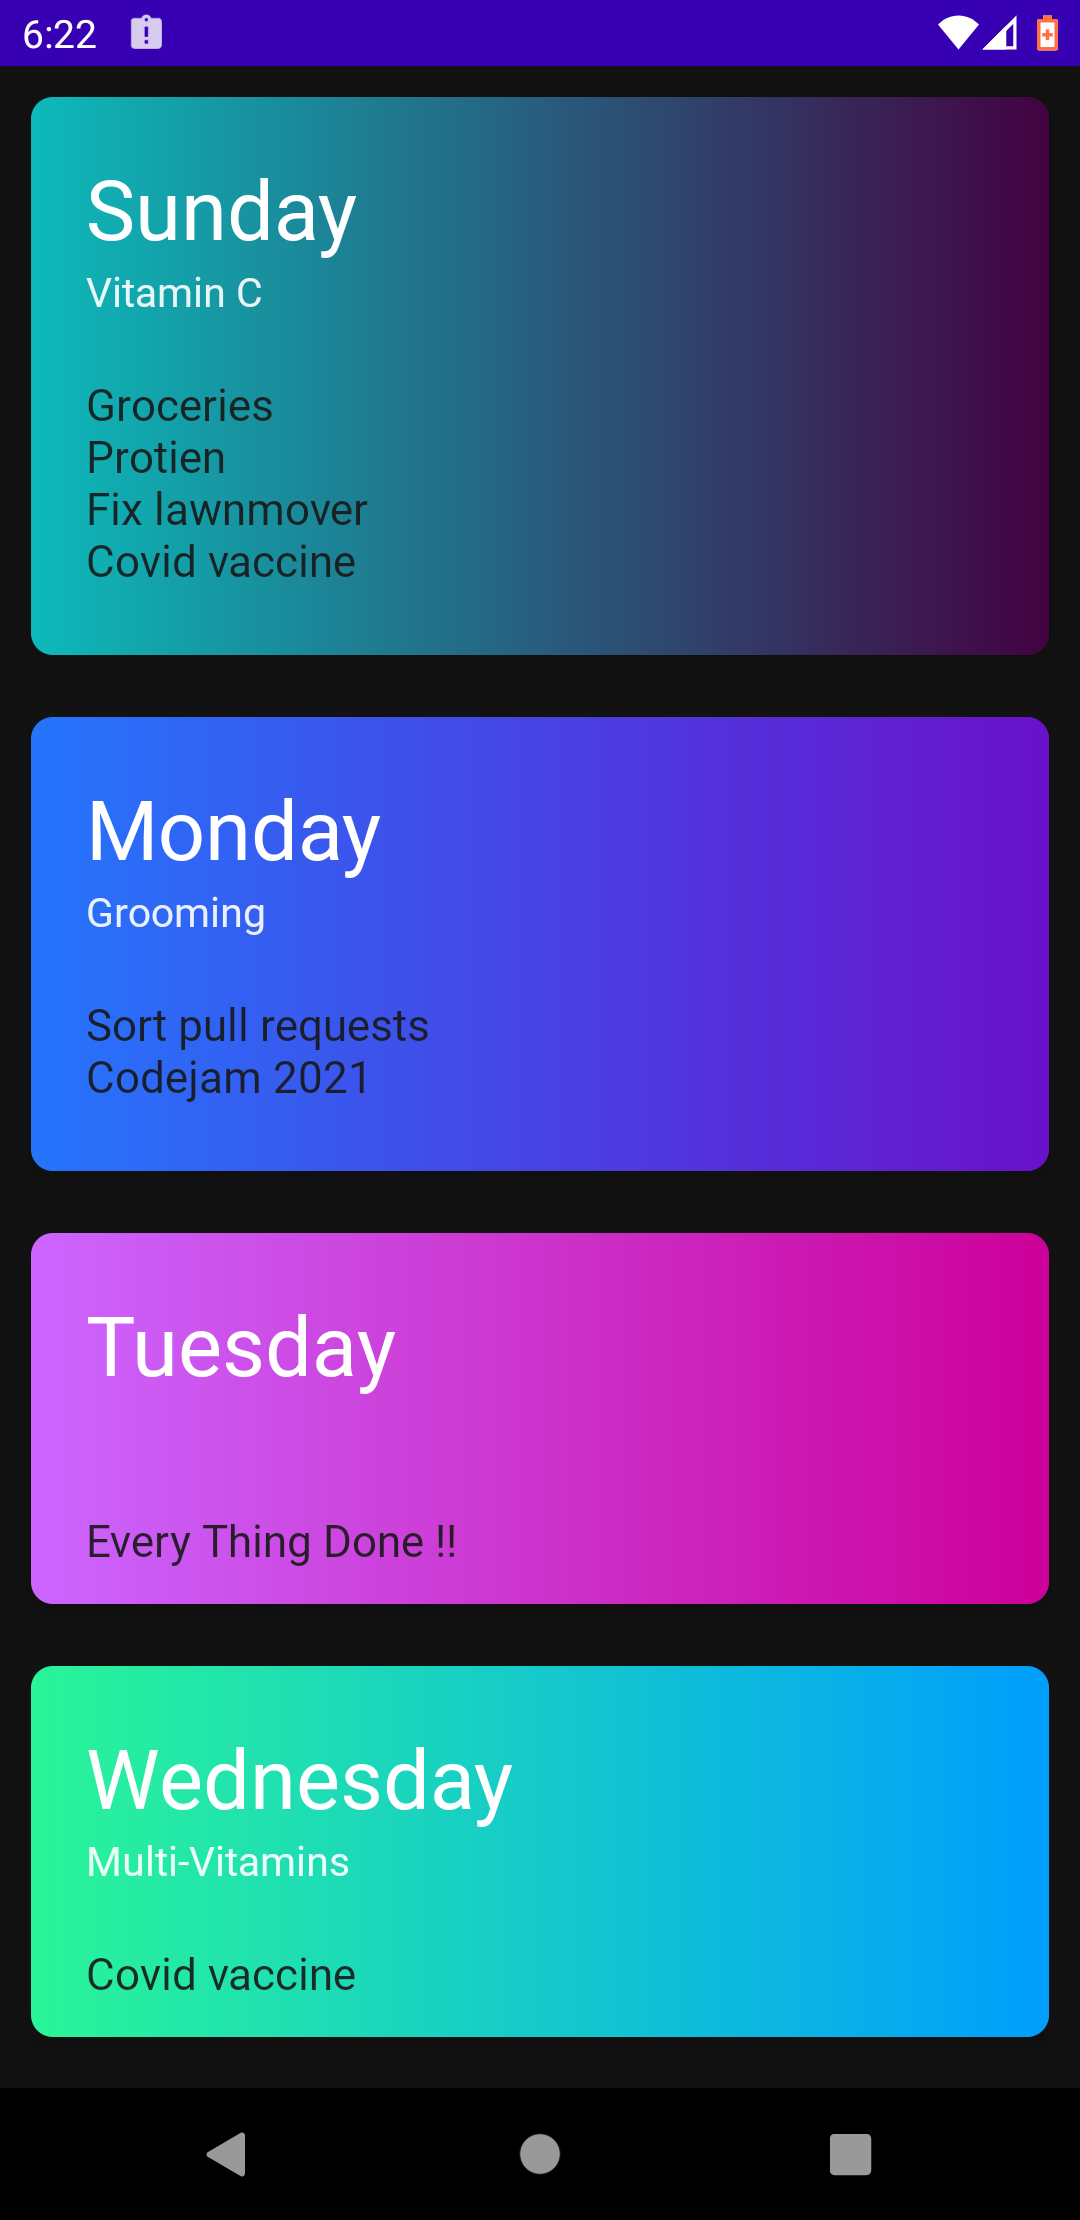 6:22
Sunday
Vitamin C
Groceries
Protien
Fix lawnmover
Covid vaccine
Monday
Grooming
Sort pull requests
Codejam 2021
Tuesday
Every Thing Done !!
Wednesday
Multi-Vitamins
Covid vaccine